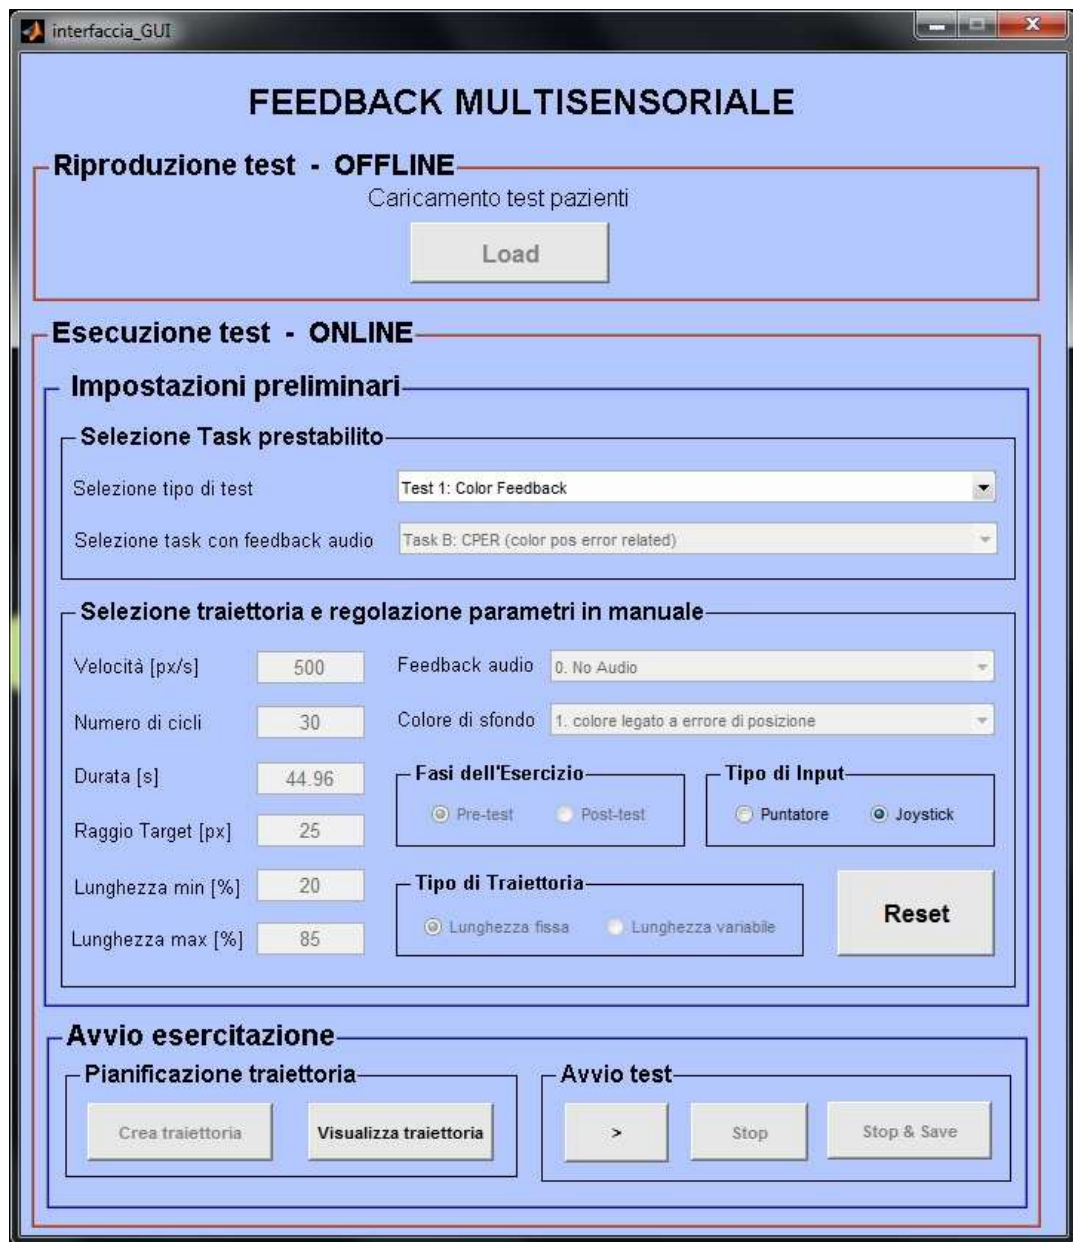 interfaccia_GUI
FEEDBACK MULTISENSORIALE
Riproduzione test - OFFLINE
Caricamento test pazienti
Load
Esecuzione test - ONLINE
Impostazioni preliminari
Selezione Task prestabilito
Selezione tipo di test
Test 1: Color Feedback
Selezione task con feedback audio
Task B: CPER (color pos error related)
Selezione traiettoria e regolazione parametri in manuale
Velocità [px/s]
500
Feedback audio
0. No Audio
Numero di cicli
30
Colore di sfondo
1. colore legato a errore di posizione
Durata [s]
44.96
Fasi dell'Esercizio
Pre-test
Post-test
Tipo di Input
Puntatore
Joystick
Raggio Target [px]
25
Lunghezza min [%]
20
Tipo di Traiettoria
Lunghezza fissa
Lunghezza variabile
Reset
Lunghezza max [%]
85
Avvio esercitazione
Pianificazione traiettoria
Crea traiettoria
Visualizza traiettoria
Avvio test
>
Stop
Stop & Save